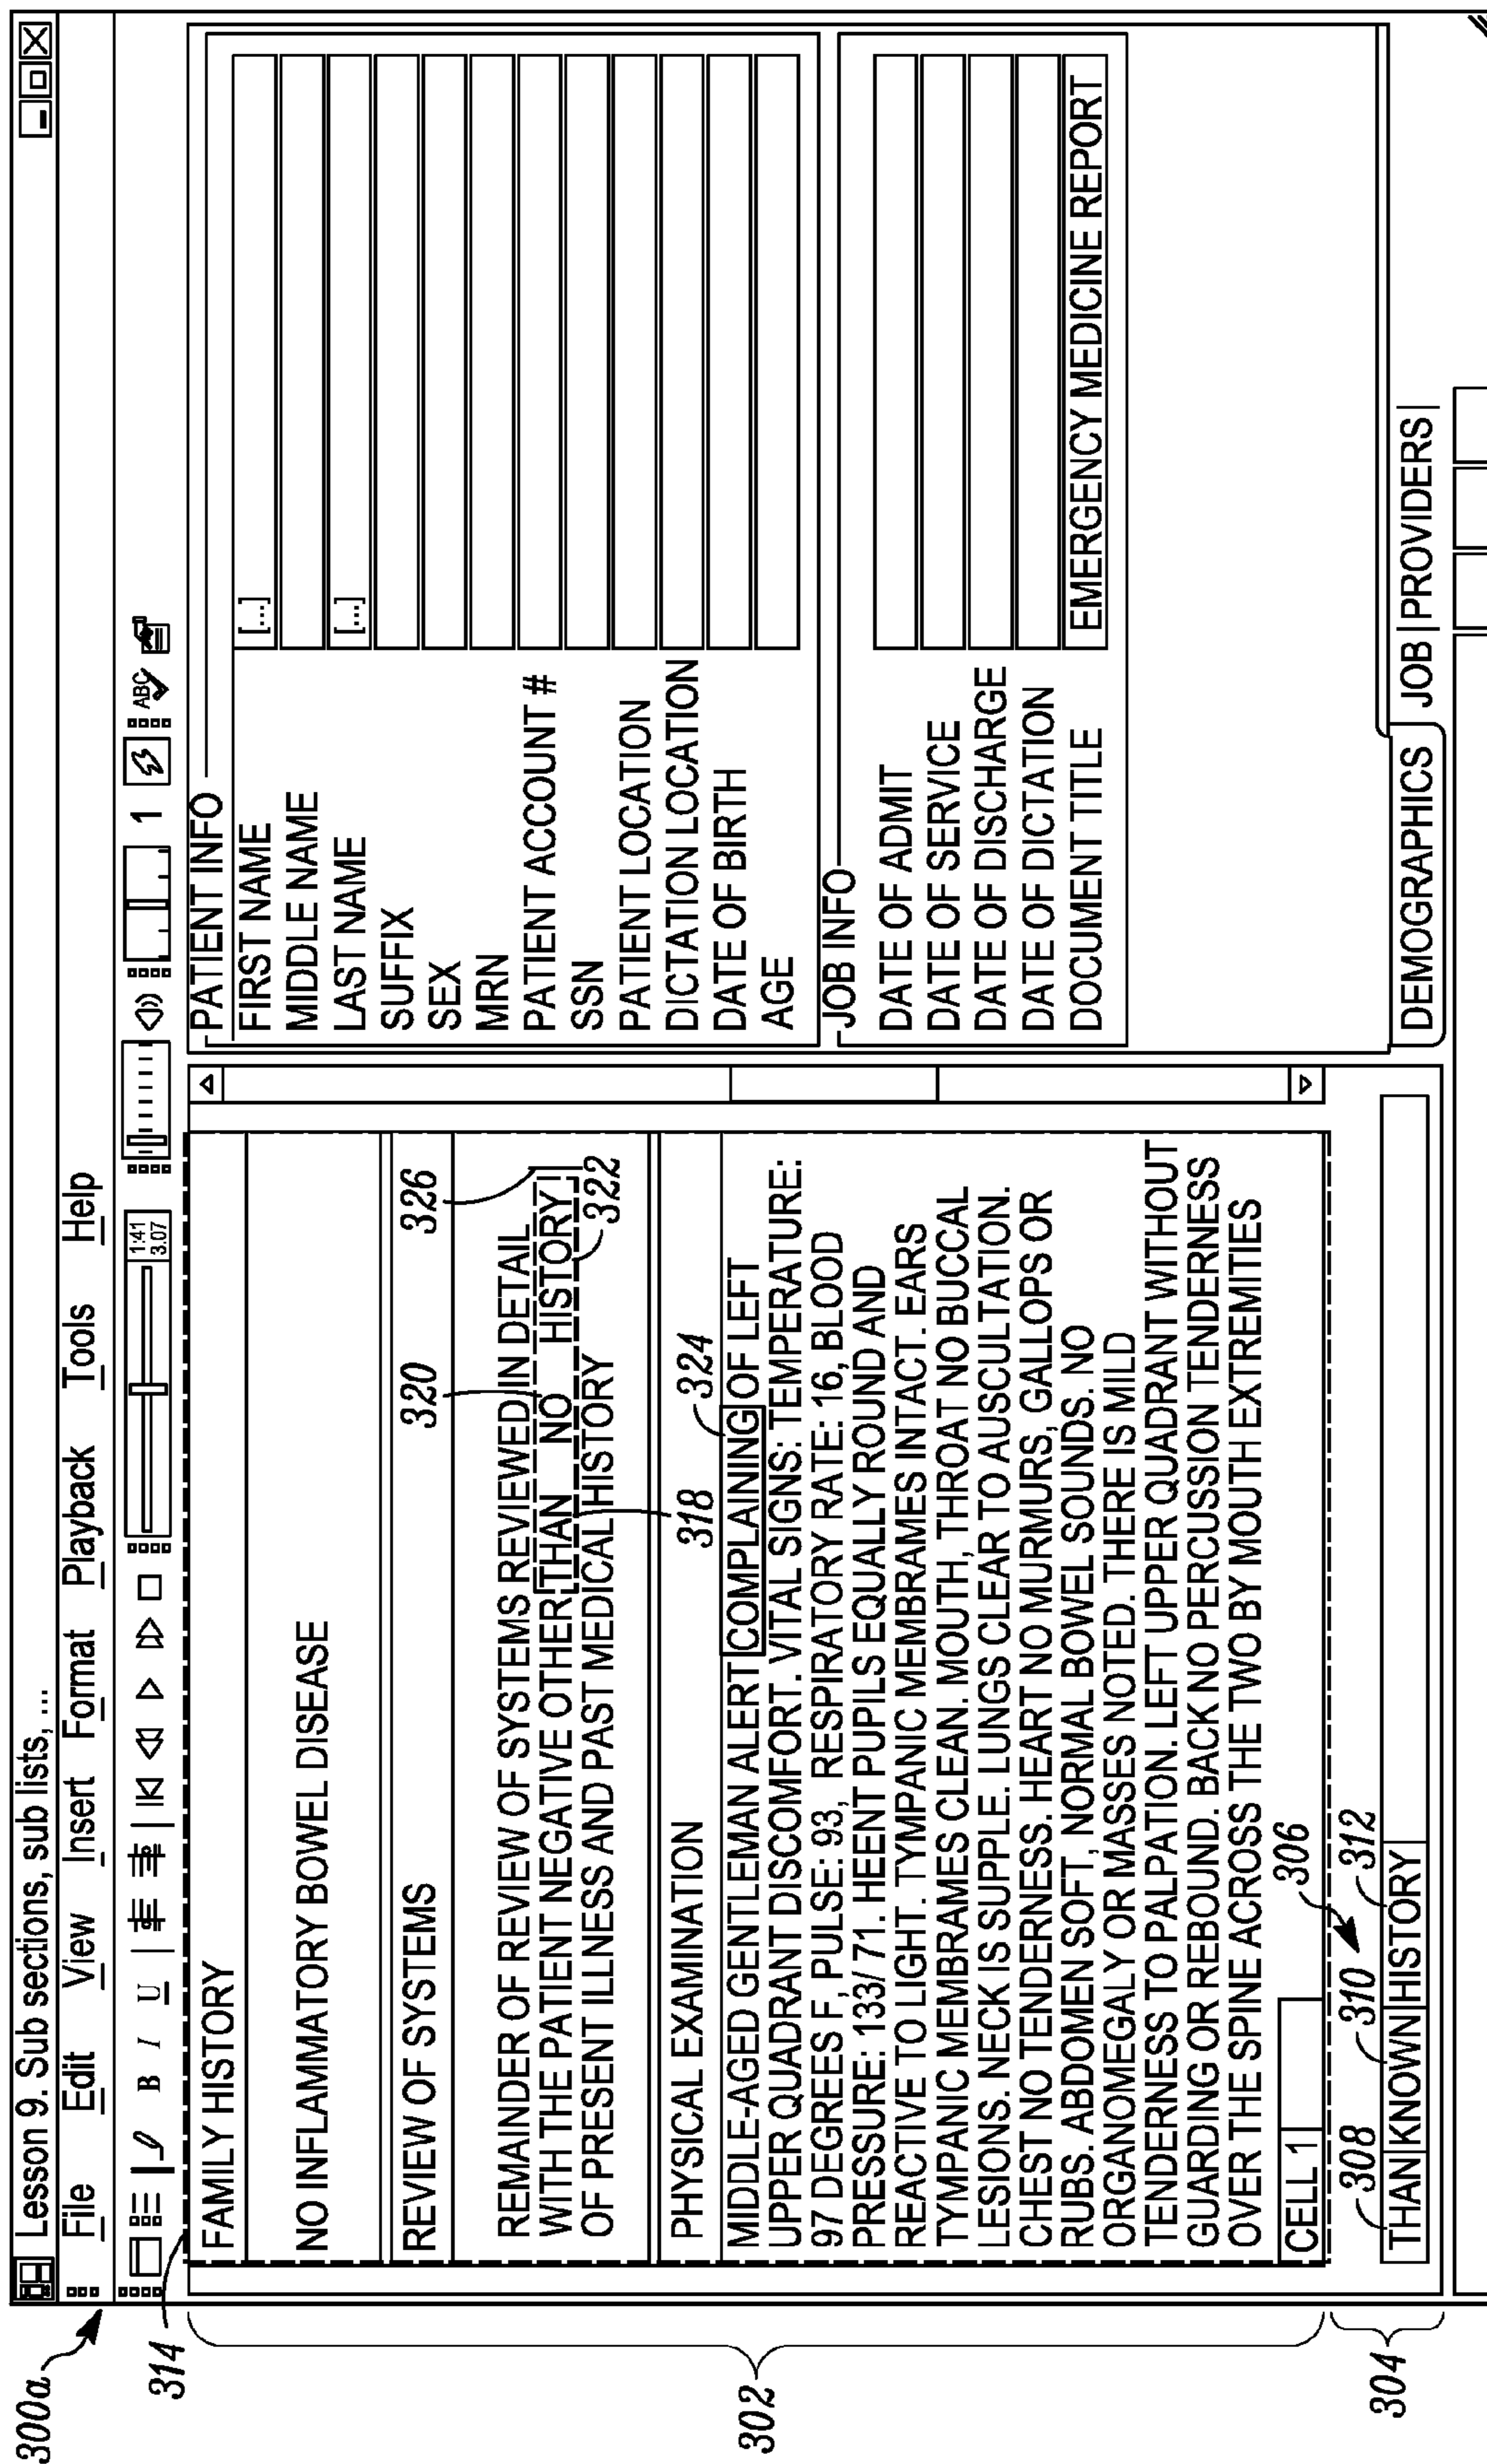 300a
Lesson 9. Sub sections, sub lists, ...
File Edit View Insert Format Playback Tools Help
B I U
1:41
3.07
1
ABC
314
FAMILY HISTORY
NO INFLAMMATORY BOWEL DISEASE
REVIEW OF SYSTEMS
320
326
REMAINDER OF REVIEW OF SYSTEMS REVIEWED IN DETAIL
WITH THE PATIENT NEGATIVE OTHER THAN NO HISTORY
OF PRESENT ILLNESS AND PAST MEDICAL HISTORY
322
318
324
PHYSICAL EXAMINATION
MIDDLE-AGED GENTLEMAN ALERT COMPLAINING OF LEFT
UPPER QUADRANT DISCOMFORT. VITAL SIGNS: TEMPERATURE:
97 DEGREES F, PULSE: 93, RESPIRATORY RATE: 16, BLOOD
PRESSURE: 133/71. HEENT PUPILS EQUALLY ROUND AND
REACTIVE TO LIGHT. TYMPANIC MEMBRAMES INTACT. EARS
TYMPANIC MEMBRAMES CLEAN. MOUTH, THROAT NO BUCCAL
LESIONS. NECK IS SUPPLE. LUNGS CLEAR TO AUSCULTATION.
CHEST NO TENDERNESS. HEART NO MURMURS, GALLOPS OR
RUBS. ABDOMEN SOFT, NORMAL BOWEL SOUNDS. NO
ORGANOMEGALY OR MASSES NOTED. THERE IS MILD
TENDERNESS TO PALPATION. LEFT UPPER QUADRANT WITHOUT
GUARDING OR REBOUND. BACK NO PERCUSSION TENDERNESS
OVER THE SPINE ACROSS THE TWO BY MOUTH EXTREMITIES
CELL 1
302
306
308
310
312
THAN KNOWN HISTORY
304
PATIENT INFO
FIRST NAME [...]
MIDDLE NAME
LAST NAME [...]
SUFFIX
SEX
MRN
PATIENT ACCOUNT #
SSN
PATIENT LOCATION
DICTATION LOCATION
DATE OF BIRTH
AGE
JOB INFO
DATE OF ADMIT
DATE OF SERVICE
DATE OF DISCHARGE
DATE OF DICTATION
DOCUMENT TITLE EMERGENCY MEDICINE REPORT
DEMOGRAPHICS JOB PROVIDERS